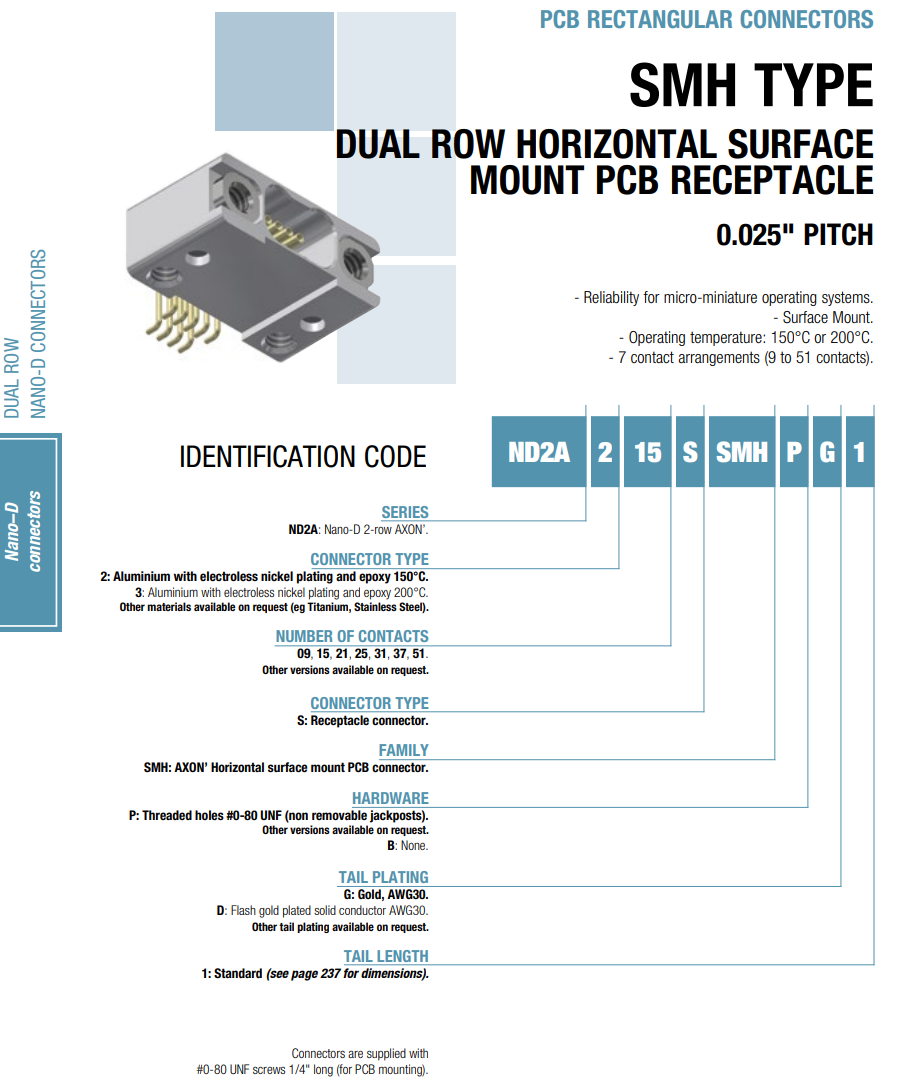 PCB RECTANGULAR CONNECTORS
SMH TYPE
DUAL ROW HORIZONTAL SURFACE
MOUNT PCB RECEPTACLE
0.025" PITCH
- Reliability for micro-miniature operating systems.
- Surface Mount.
- Operating temperature: 150°C or 200°C.
- 7 contact arrangements (9 to 51 contacts).
DUAL ROW
NANO-D CONNECTORS
Nano–D
connectors
IDENTIFICATION CODE
ND2A 2 15 S SMH P G 1
SERIES
ND2A: Nano-D 2-row AXON'.
CONNECTOR TYPE
2: Aluminium with electroless nickel plating and epoxy 150°C.
3: Aluminium with electroless nickel plating and epoxy 200°C.
Other materials available on request (eg Titanium, Stainless Steel).
NUMBER OF CONTACTS
09, 15, 21, 25, 31, 37, 51.
Other versions available on request.
CONNECTOR TYPE
S: Receptacle connector.
FAMILY
SMH: AXON' Horizontal surface mount PCB connector.
HARDWARE
P: Threaded holes #0-80 UNF (non removable jackposts).
Other versions available on request.
B: None.
TAIL PLATING
G: Gold, AWG30.
D: Flash gold plated solid conductor AWG30.
Other tail plating available on request.
TAIL LENGTH
1: Standard (see page 237 for dimensions).
Connectors are supplied with
#0-80 UNF screws 1/4" long (for PCB mounting).